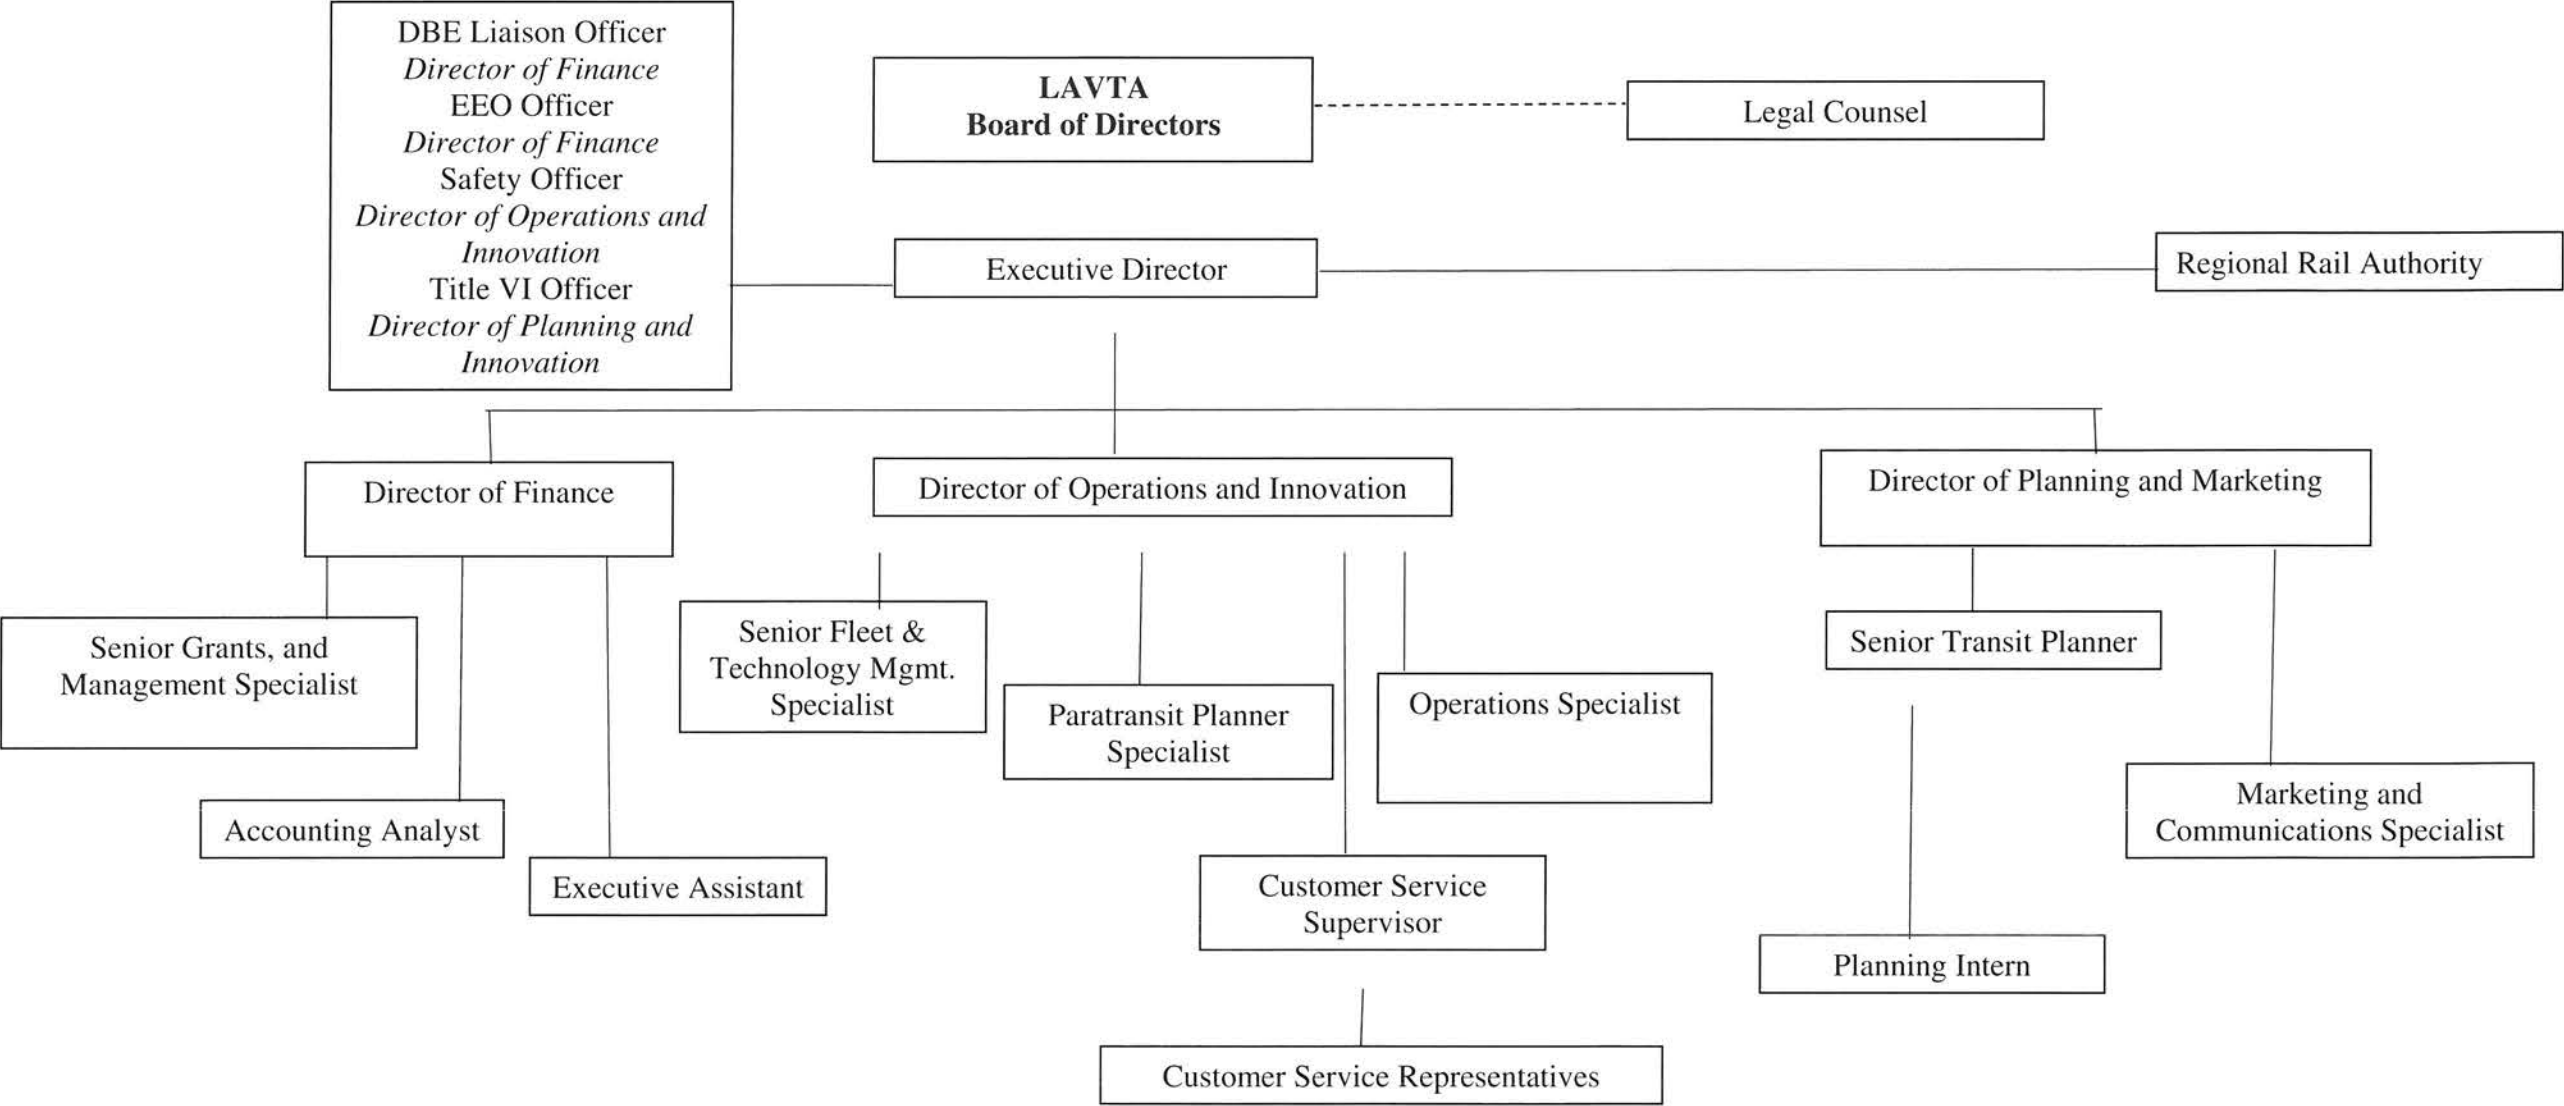 DBE Liaison Officer
Director of Finance
EEO Officer
Director of Finance
Safety Officer
Director of Operations and
Innovation
Title VI Officer
Director of Planning and
Innovation
LAVTA
Board of Directors
Legal Counsel
Executive Director
Regional Rail Authority
Director of Finance
Director of Operations and Innovation
Director of Planning and Marketing
Senior Grants, and
Management Specialist
Accounting Analyst
Executive Assistant
Senior Fleet &
Technology Mgmt.
Specialist
Paratransit Planner
Specialist
Operations Specialist
Customer Service
Supervisor
Customer Service Representatives
Senior Transit Planner
Planning Intern
Marketing and
Communications Specialist